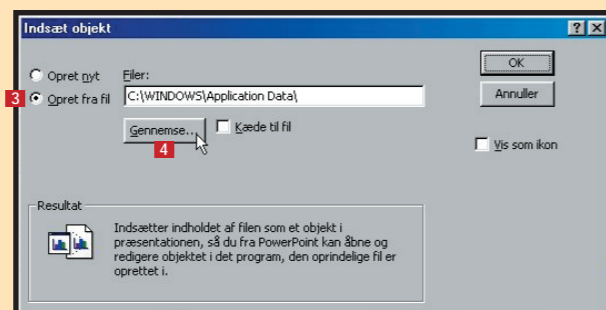 Indsæt objekt
Opret nyt
Filer:
OK
3
Opret fra fil
C:\WINDOWS\Application Data\
Annuller
Gennemse...
Kæde til fil
4
Vis som ikon
Resultat
Indsætter indholdet af filen som et objekt i
præsentationen, så du fra PowerPoint kan åbne og
redigere objektet i det program, den oprindelige fil er
oprettet i.